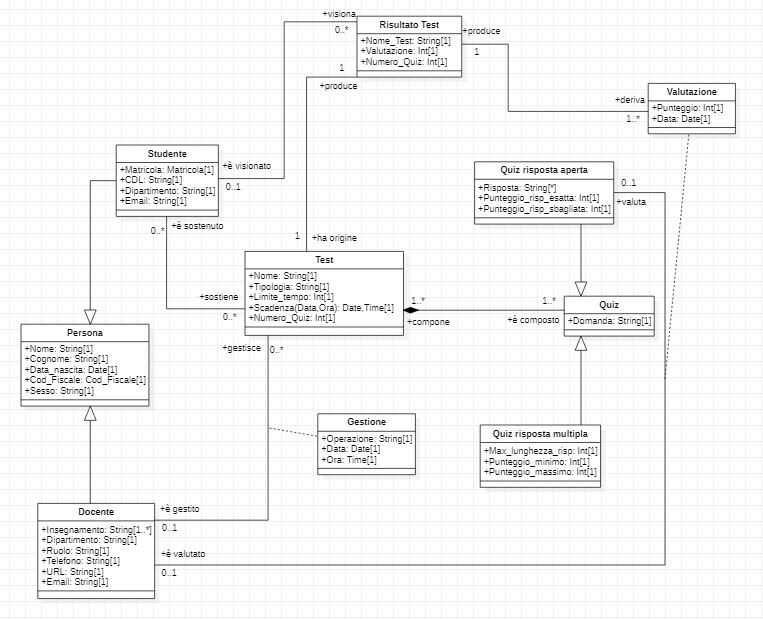 +visiona
0..*
Risultato Test
+Nome_Test: String[1]
+Valutazione: Int[1]
+Numero_Quiz: Int[1]
+produce
1
1
+produce
Valutazione
+Punteggio: Int[1]
+Data: Date[1]
+deriva
1..*
Studente
+Matricola: Matricola[1]
+CDL: String[1]
+Dipartimento: String[1]
+Email: String[1]
+è visionato
0..1
Quiz risposta aperta
+Risposta: String[*]
+Punteggio_risp_esatta: Int[1]
+Punteggio_risp_sbagliata: Int[1]
0..1
+valuta
0..*
+è sostenuto
1
+ha origine
Test
+Nome: String[1]
+Tipologia: String[1]
+Limite_tempo: Int[1]
+Scadenza(Data,Ora): Date,Time[1]
+Numero_Quiz: Int[1]
+sostiene
0..*
1..*
+compone
1..*
+è composto
Quiz
+Domanda: String[1]
Persona
+Nome: String[1]
+Cognome: String[1]
+Data_nascita: Date[1]
+Cod_Fiscale: Cod_Fiscale[1]
+Sesso: String[1]
+gestisce
0..*
Gestione
+Operazione: String[1]
+Data: Date[1]
+Ora: Time[1]
Quiz risposta multipla
+Max_lunghezza_risp: Int[1]
+Punteggio_minimo: Int[1]
+Punteggio_massimo: Int[1]
Docente
+Insegnamento: String[1..*]
+Dipartimento: String[1]
+Ruolo: String[1]
+Telefono: String[1]
+URL: String[1]
+Email: String[1]
+è gestito
0..1
+è valutato
0..1